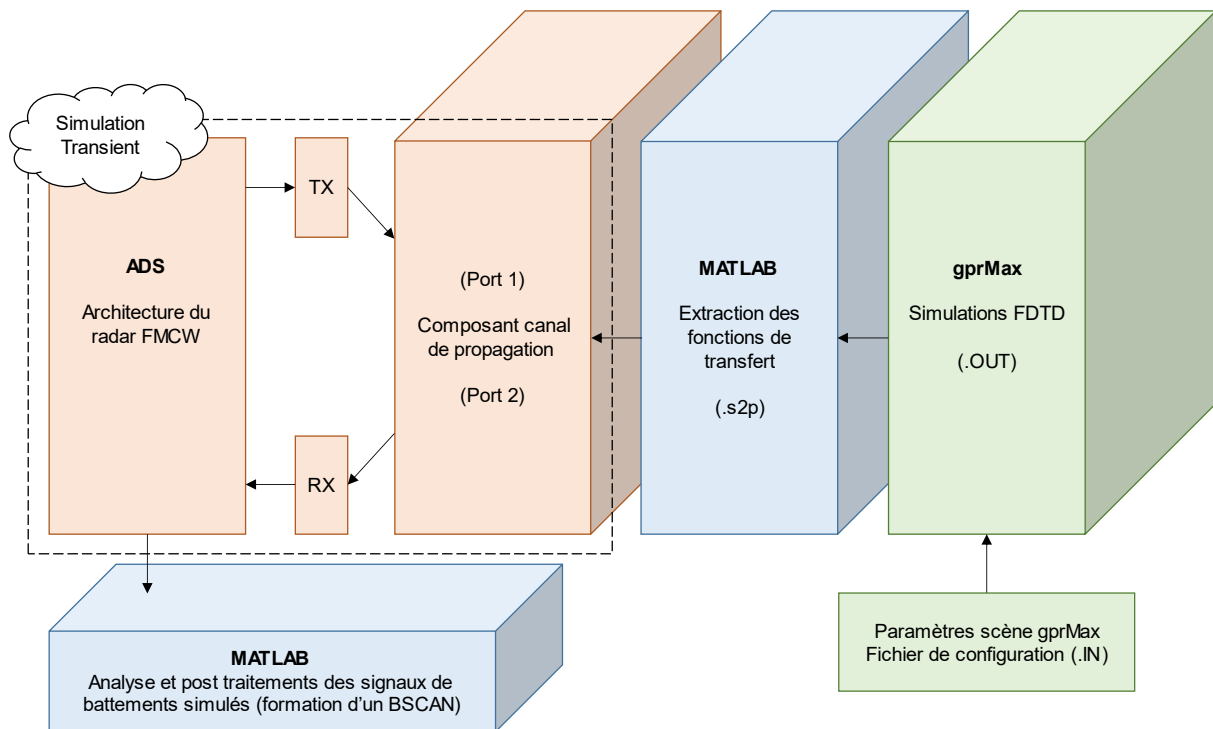 Simulation
Transient
ADS
Architecture du
radar FMCW
TX
RX
(Port 1)
Composant canal
de propagation
(Port 2)
MATLAB
Extraction des
fonctions de
transfert
(.s2p)
gprMax
Simulations FDTD
(.OUT)
MATLAB
Analyse et post traitements des signaux de
battements simulés (formation d'un BSCAN)
Paramètres scène gprMax
Fichier de configuration (.IN)